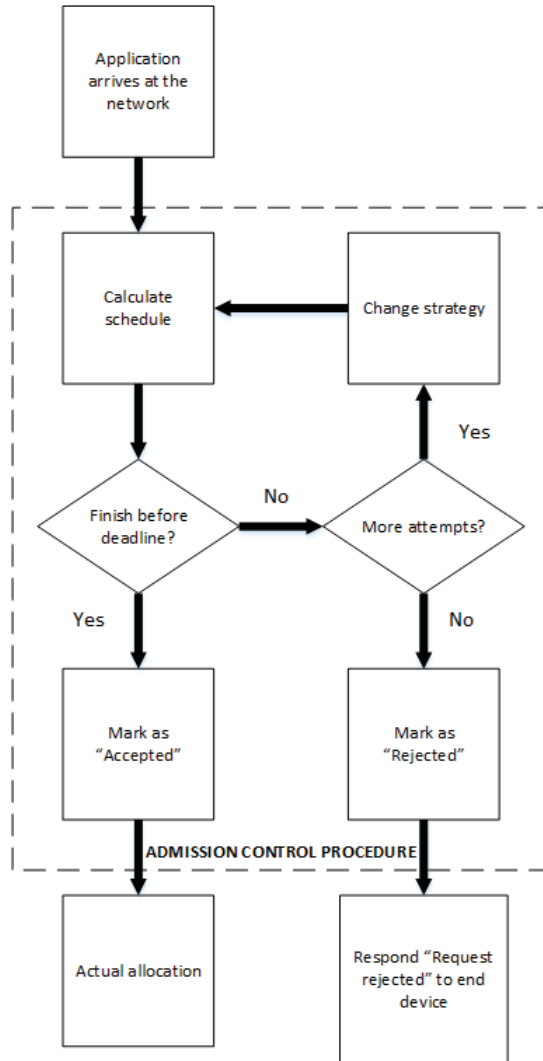 Application
arrives at the
network
Calculate
schedule
Change strategy
Yes
No
Finish before
deadline?
More attempts?
Yes
No
Mark as
“Accepted”
Mark as
“Rejected”
ADMISSION CONTROL PROCEDURE
Actual allocation
Respond “Request
rejected” to end
device